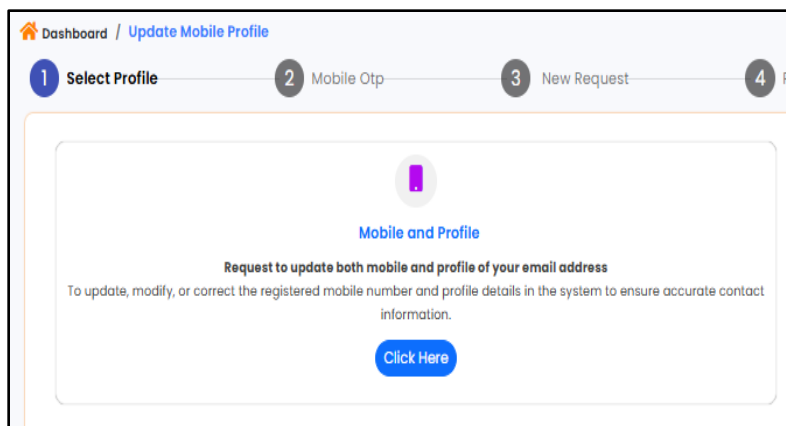 Dashboard / Update Mobile Profile
1 Select Profile 2 Mobile Otp 3 New Request 4
Mobile and Profile
Request to update both mobile and profile of your email address
To update, modify, or correct the registered mobile number and profile details in the system to ensure accurate contact
information.
Click Here